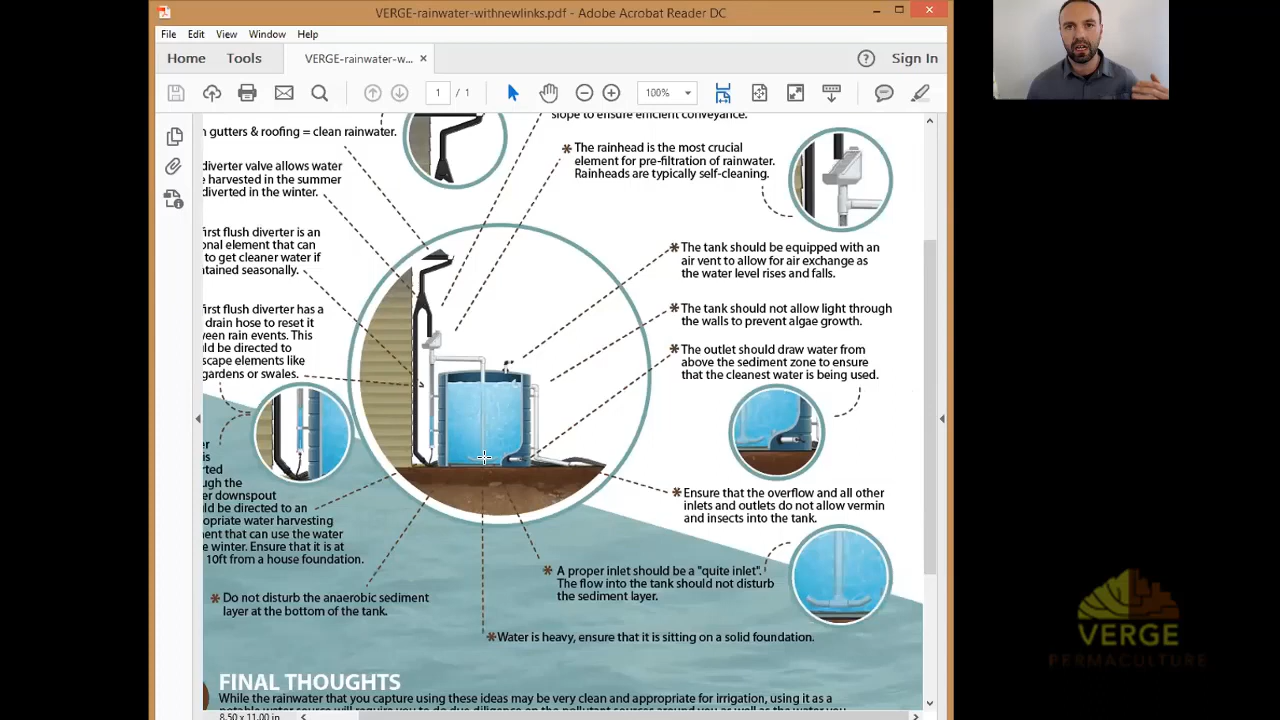 VERGE-rainwater-withnewlinks.pdf - Adobe Acrobat Reader DC
File Edit View Window Help
Home Tools VERGE-rainwater-w... × Sign In
1 / 1 100%
slope to ensure efficient conveyance.
gutters & roofing = clean rainwater.
* The rainhead is the most crucial
element for pre-filtration of rainwater.
Rainheads are typically self-cleaning.
diverter valve allows water
e harvested in the summer
diverted in the winter.
first flush diverter is an
onal element that can
to get cleaner water if
ntained seasonally.
* The tank should be equipped with an
air vent to allow for air exchange as
the water level rises and falls.
first flush diverter has a
drain hose to reset it
ween rain events. This
uld be directed to
scape elements like
gardens or swales.
* The tank should not allow light through
the walls to prevent algae growth.
* The outlet should draw water from
above the sediment zone to ensure
that the cleanest water is being used.
er
is
rted
ugh the
er downspout
uld be directed to an
opriate water harvesting
ment that can use the water
e winter. Ensure that it is at
10ft from a house foundation.
* Ensure that the overflow and all other
inlets and outlets do not allow vermin
and insects into the tank.
* A proper inlet should be a "quite inlet".
The flow into the tank should not disturb
the sediment layer.
* Do not disturb the anaerobic sediment
layer at the bottom of the tank.
* Water is heavy, ensure that it is sitting on a solid foundation.
FINAL THOUGHTS
While the rainwater that you capture using these ideas may be very clean and appropriate for irrigation, using it as a
8.50 x 11.00 in
VERGE
PERMACULTURE